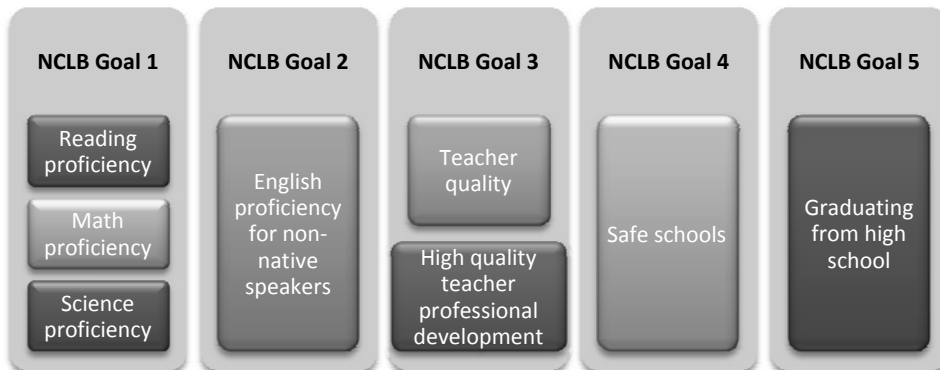 NCLB Goal 1
Reading
proficiency
Math
proficiency
Science
proficiency
NCLB Goal 2
English
proficiency
for non-
native
speakers
NCLB Goal 3
Teacher
quality
High quality
teacher
professional
development
NCLB Goal 4
Safe schools
NCLB Goal 5
Graduating
from high
school